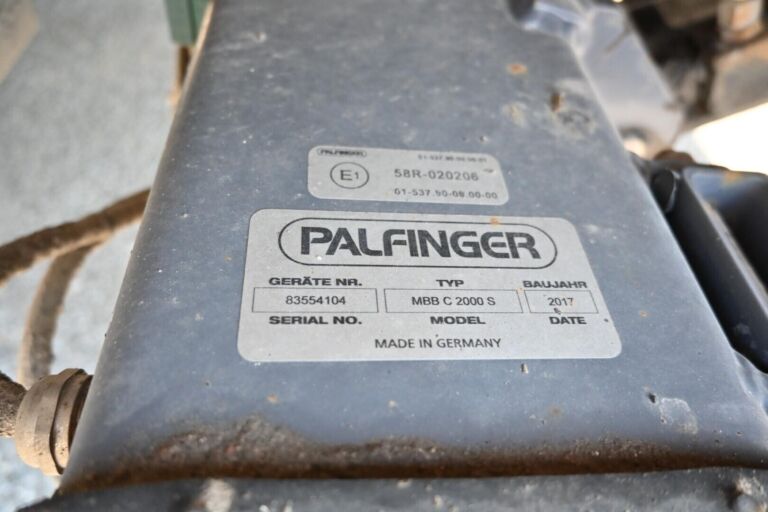 PALFINGER
E1
58R-020206
01-537.90-08.00-00
PALFINGER
GERÄTE NR. TYP BAUJAHR
83554104 MBB C 2000 S 2017
SERIAL NO. MODEL DATE
MADE IN GERMANY